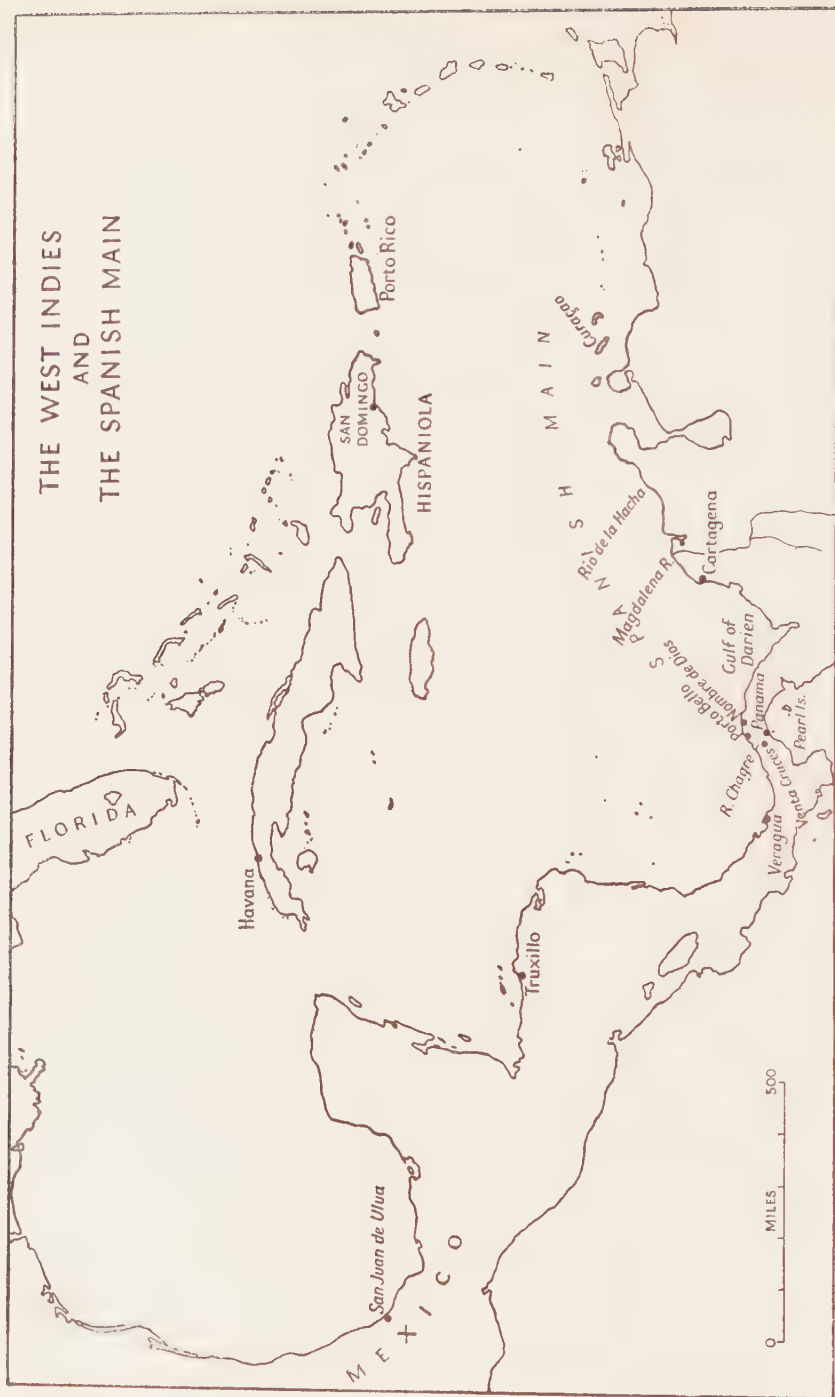 THE WEST INDIES
AND
THE SPANISH MAIN
FLORIDA
Havana
SAN
DOMINGO
HISPANIOLA
Porto Rico
San Juan de Ulua
MEXICO
Truxillo
SPANISH MAIN
Curaçao
Rio de la Hacha
Magdalena R.
Cartagena
Gulf of
Darien
Nombre de Dios
Porto Bello
Panama
Pearl Is.
R. Chagre
Venta Cruces
Veragua
0 MILES 500